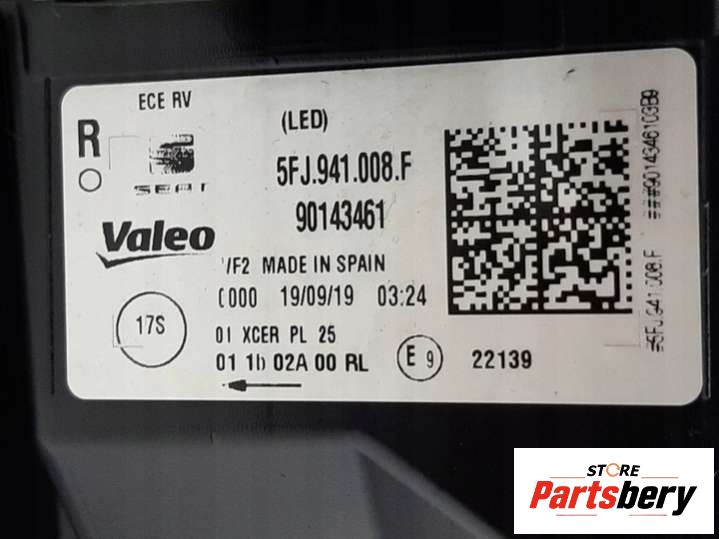 ECE RV
R
(LED)
SEAT
5FJ.941.008.F
90143461
Valeo
/F2 MADE IN SPAIN
000 19/09/19 03:24
17S
01 XCER PL 25
01 1b 02A 00 RL
E 9
22139
#5FJ.941.008.F ###9014346103B9
STORE
Partsbery